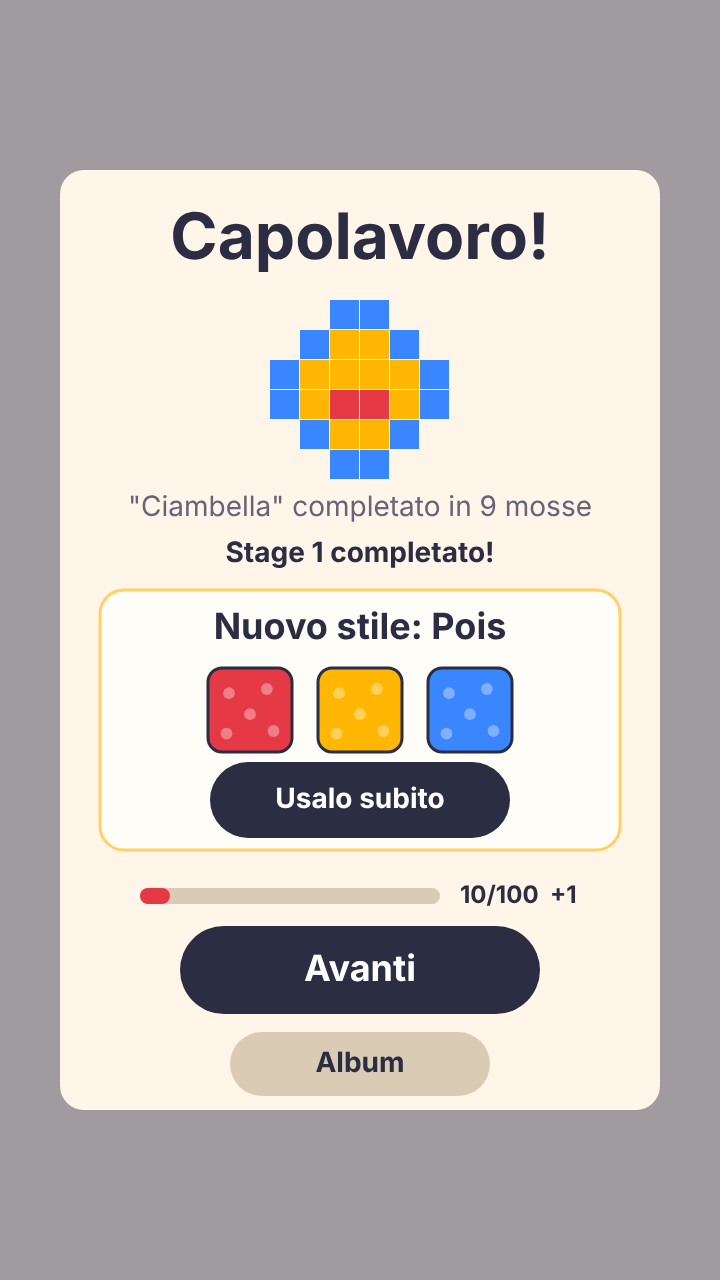 Capolavoro!
"Ciambella" completato in 9 mosse
Stage 1 completato!
Nuovo stile: Pois
Usalo subito
10/100 +1
Avanti
Album